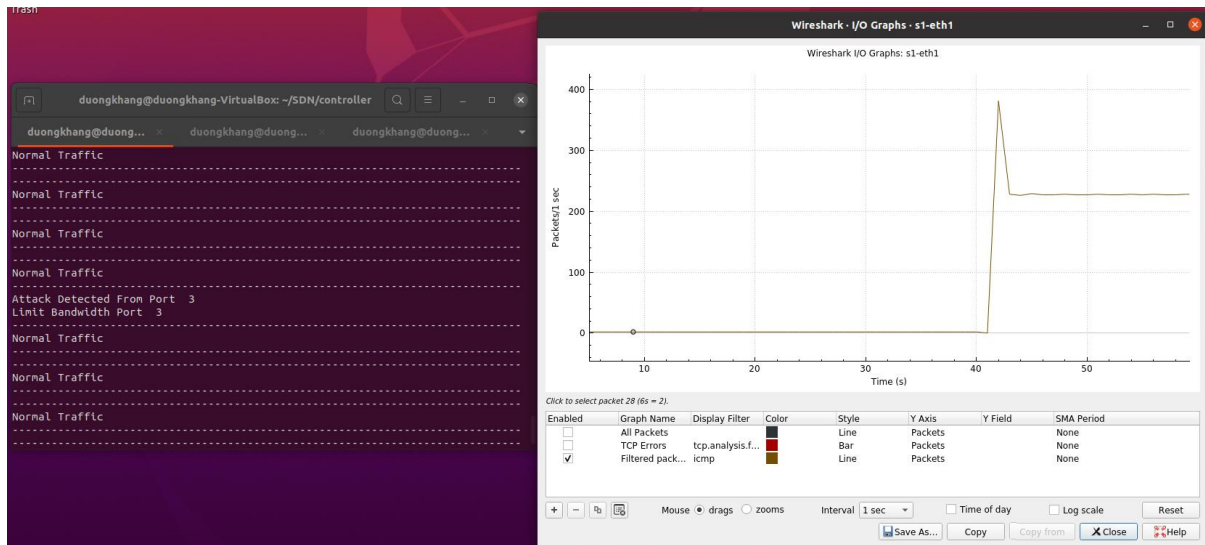 Trash
duongkhang@duongkhang-VirtualBox: ~/SDN/controller
duongkhang@duong... duongkhang@duong... duongkhang@duong...
Normal Traffic
--------------------------------------------------------------------------------
--------------------------------------------------------------------------------
Normal Traffic
--------------------------------------------------------------------------------
--------------------------------------------------------------------------------
Normal Traffic
--------------------------------------------------------------------------------
--------------------------------------------------------------------------------
Normal Traffic
--------------------------------------------------------------------------------
Attack Detected From Port 3
Limit Bandwidth Port 3
--------------------------------------------------------------------------------
Normal Traffic
--------------------------------------------------------------------------------
--------------------------------------------------------------------------------
Normal Traffic
--------------------------------------------------------------------------------
--------------------------------------------------------------------------------
Normal Traffic
--------------------------------------------------------------------------------
--------------------------------------------------------------------------------
Wireshark · I/O Graphs · s1-eth1
Wireshark I/O Graphs: s1-eth1
Packets/1 sec
400
300
200
100
0
10 20 30 40 50
Time (s)
Click to select packet 28 (6s = 2).
Enabled Graph Name Display Filter Color Style Y Axis Y Field SMA Period
All Packets Line Packets None
TCP Errors tcp.analysis.f... Bar Packets None
Filtered pack... icmp Line Packets None
Mouse drags zooms Interval 1 sec Time of day Log scale Reset
Save As... Copy Copy from Close Help